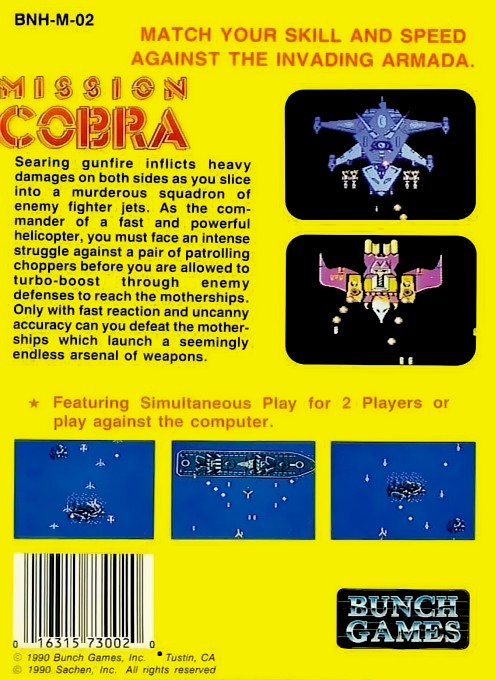 BNH-M-02
MATCH YOUR SKILL AND SPEED
AGAINST THE INVADING ARMADA.
MISSION
COBRA
Searing gunfire inflicts heavy
damages on both sides as you slice
into a murderous squadron of
enemy fighter jets. As the com-
mander of a fast and powerful
helicopter, you must face an intense
struggle against a pair of patrolling
choppers before you are allowed to
turbo-boost through enemy
defenses to reach the motherships.
Only with fast reaction and uncanny
accuracy can you defeat the mother-
ships which launch a seemingly
endless arsenal of weapons.
★ Featuring Simultaneous Play for 2 Players or
play against the computer.
0 16315 73002 0
BUNCH
GAMES
© 1990 Bunch Games, Inc. • Tustin, CA
© 1990 Sachen, Inc. All rights reserved